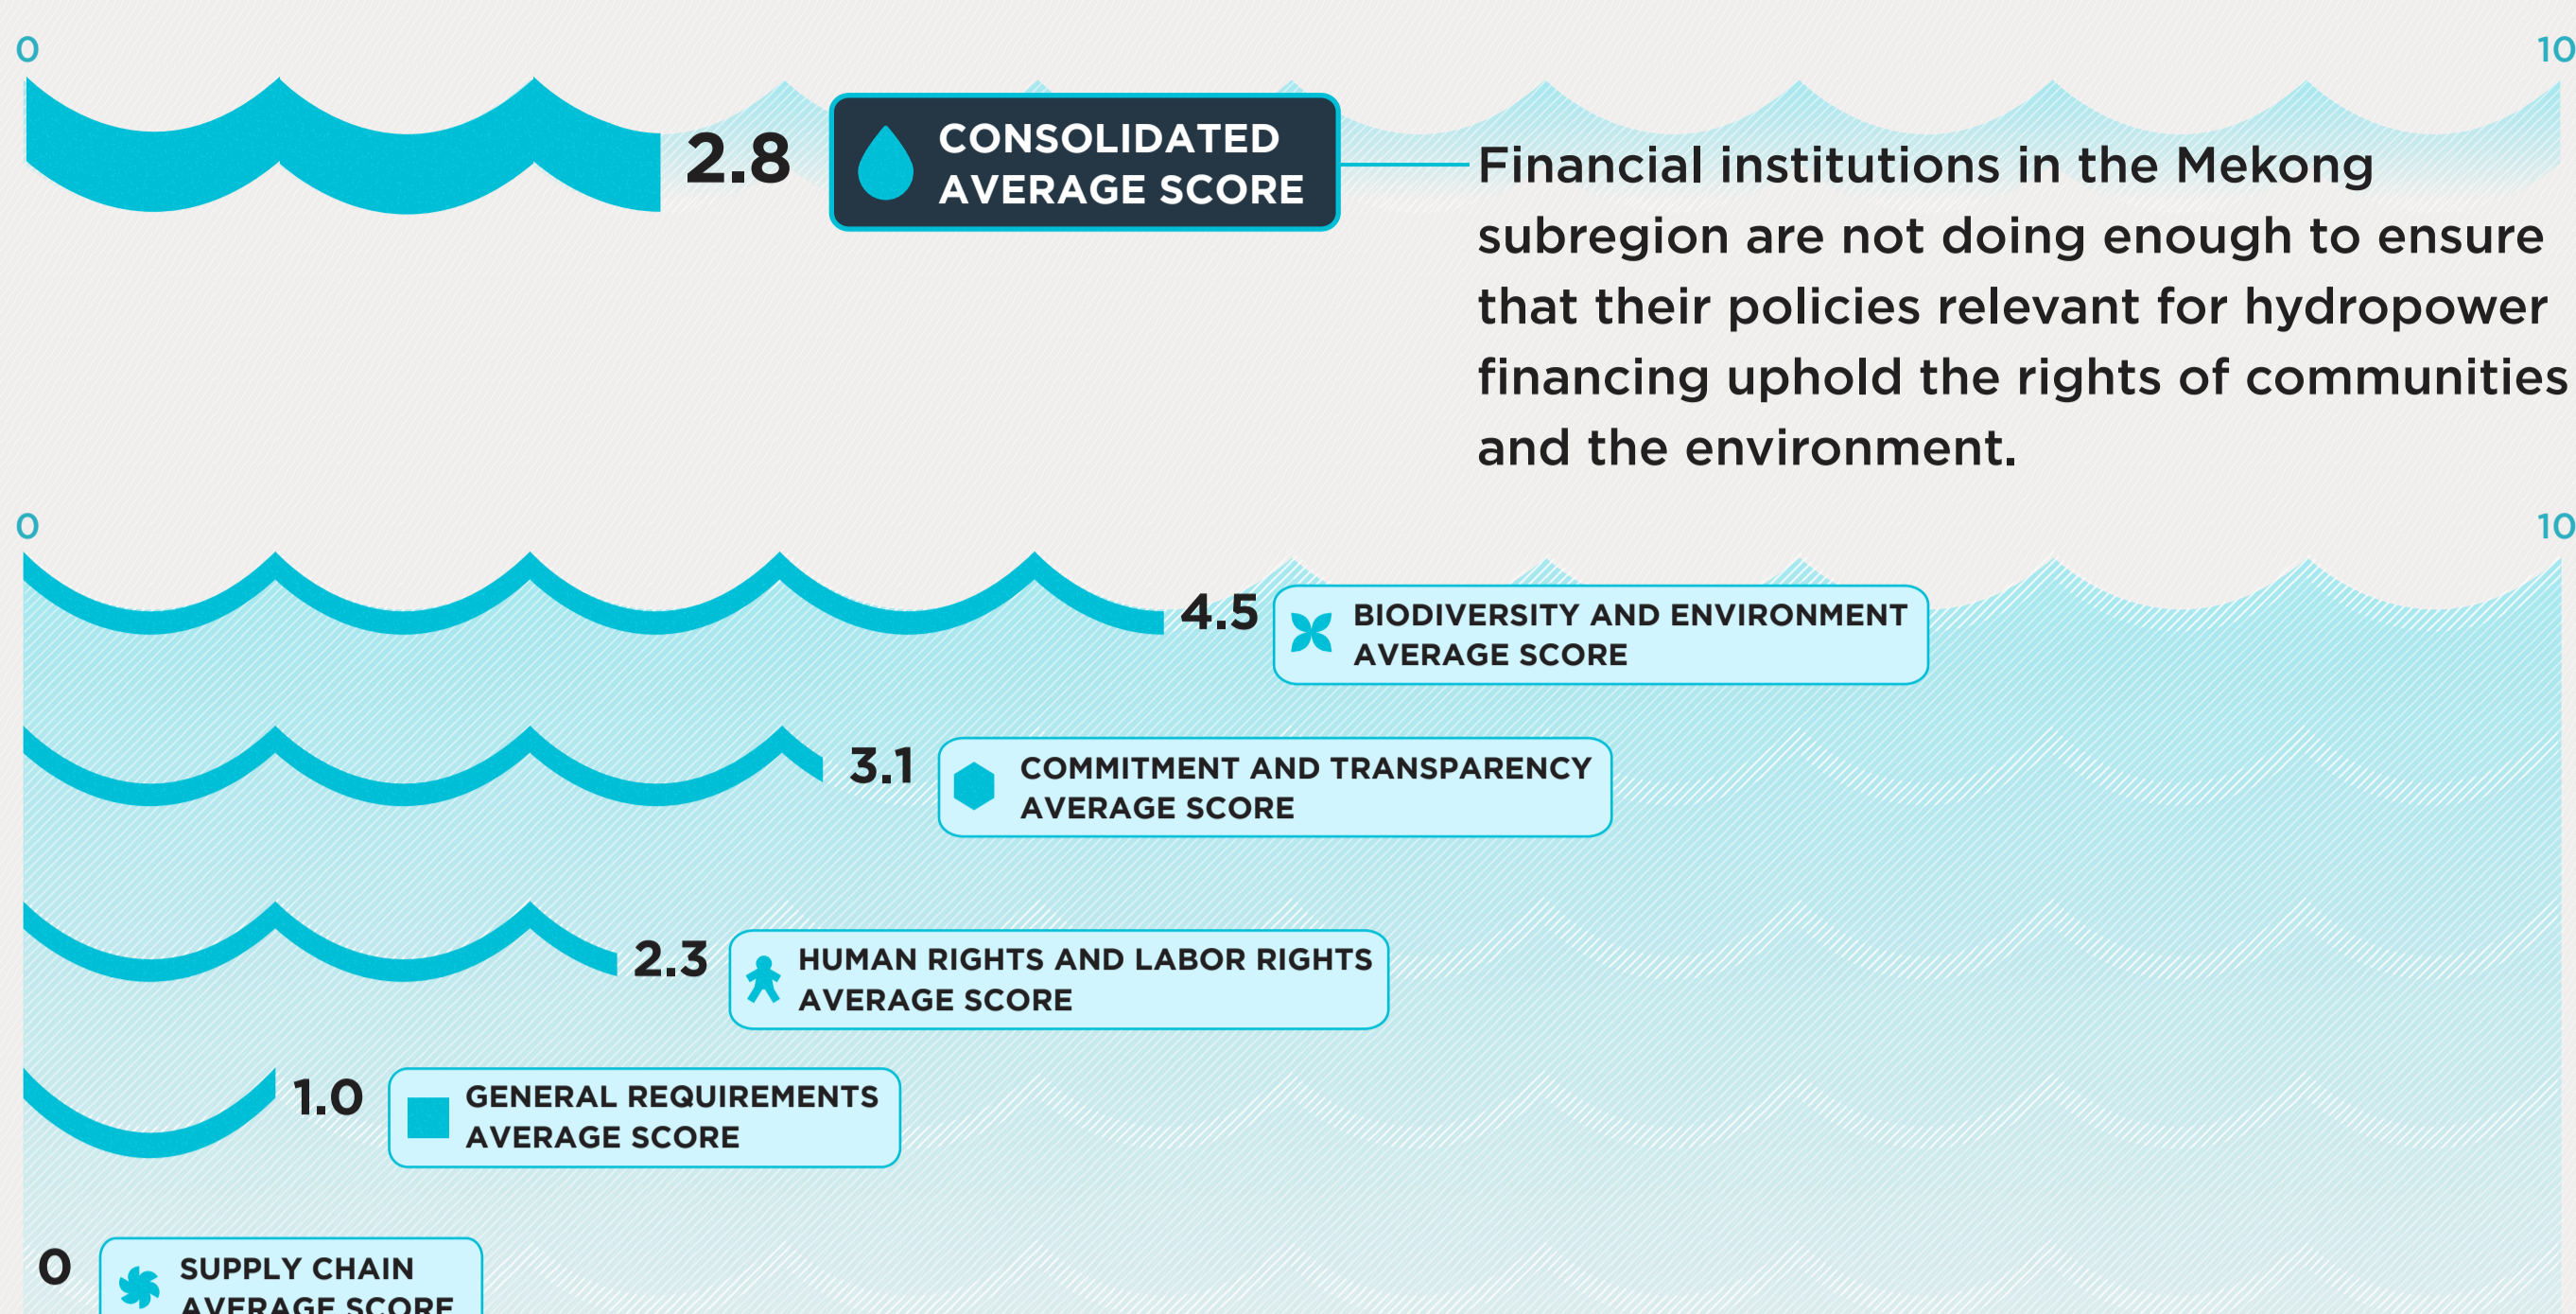 0
10
2.8
CONSOLIDATED
AVERAGE SCORE
Financial institutions in the Mekong
subregion are not doing enough to ensure
that their policies relevant for hydropower
financing uphold the rights of communities
and the environment.
0
10
4.5
BIODIVERSITY AND ENVIRONMENT
AVERAGE SCORE
3.1
COMMITMENT AND TRANSPARENCY
AVERAGE SCORE
2.3
HUMAN RIGHTS AND LABOR RIGHTS
AVERAGE SCORE
1.0
GENERAL REQUIREMENTS
AVERAGE SCORE
0
SUPPLY CHAIN
AVERAGE SCORE